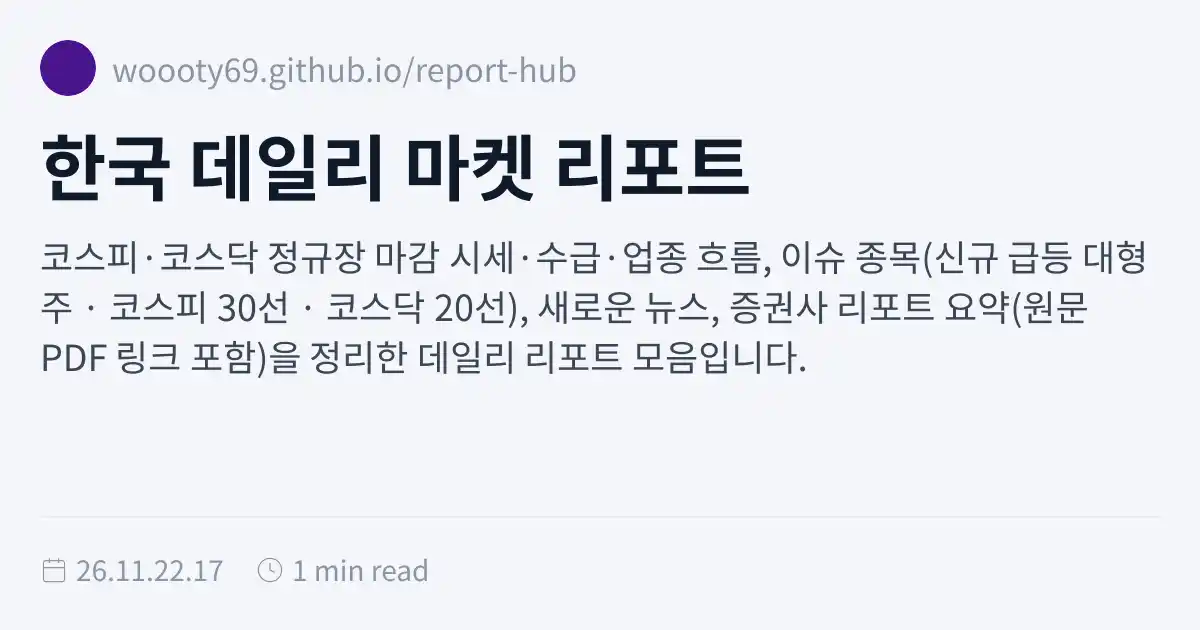 woooty69.github.io/report-hub
한국 데일리 마켓 리포트
코스피·코스닥 정규장 마감 시세·수급·업종 흐름, 이슈 종목(신규 급등 대형
주 · 코스피 30선 · 코스닥 20선), 새로운 뉴스, 증권사 리포트 요약(원문
PDF 링크 포함)을 정리한 데일리 리포트 모음입니다.
26.11.22.17 1 min read